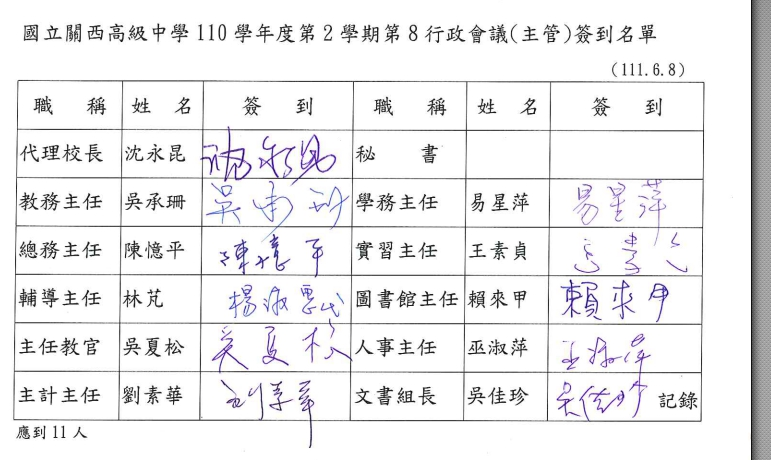 國立關西高級中學110學年度第2學期第8行政會議(主管)簽到名單
(111.6.8)
職 稱 姓 名 簽 到 職 稱 姓 名 簽 到
代理校長 沈永昆 沈永昆 秘 書
教務主任 吳承珊 吳承珊 學務主任 易星萍 易星萍
總務主任 陳憶平 陳憶平 實習主任 王素貞
輔導主任 林芃 楊淑雲代 圖書館主任 賴來甲 賴來甲
主任教官 吳夏松 吳夏松 人事主任 巫淑萍 巫淑萍
主計主任 劉素華 劉素華 文書組長 吳佳珍 吳佳珍 記錄
應到11人